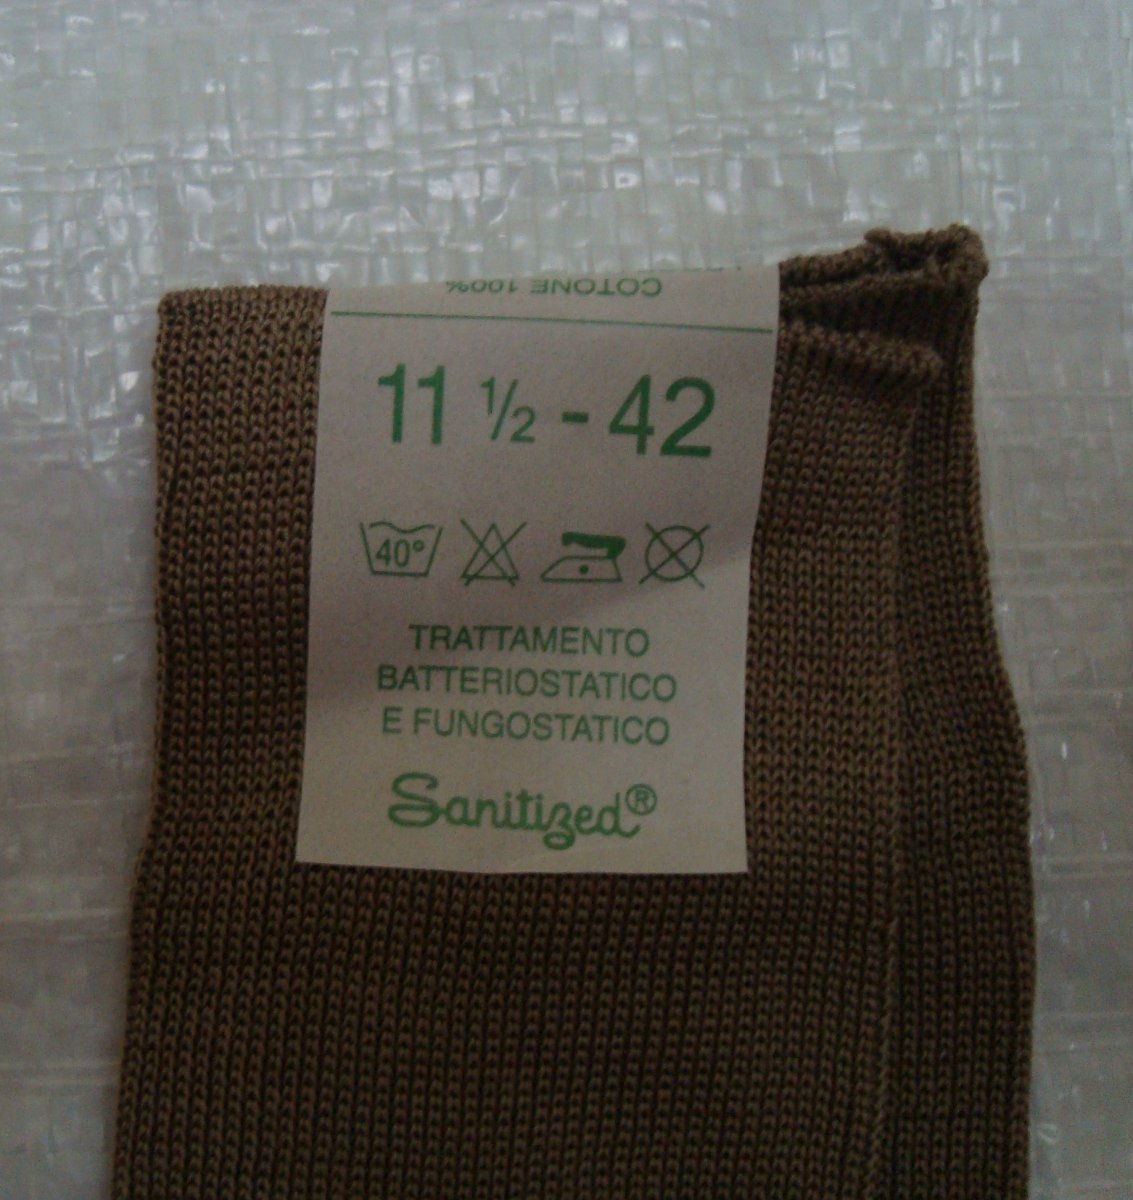 COTONE 100%
11 ½ - 42
40°
TRATTAMENTO
BATTERIOSTATICO
E FUNGOSTATICO
Sanitized®